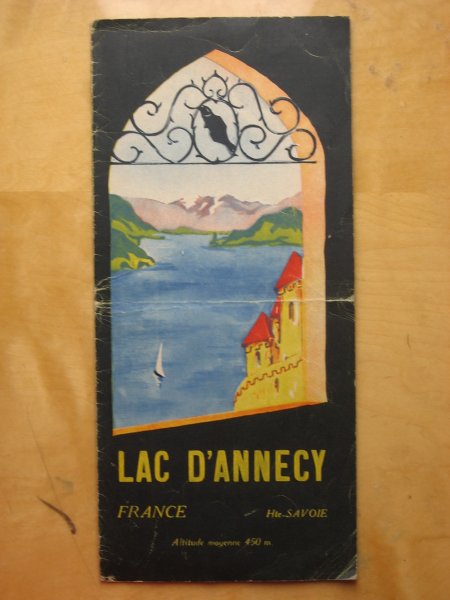 LAC D'ANNECY
FRANCE Hte-SAVOIE
Altitude moyenne 450 m.